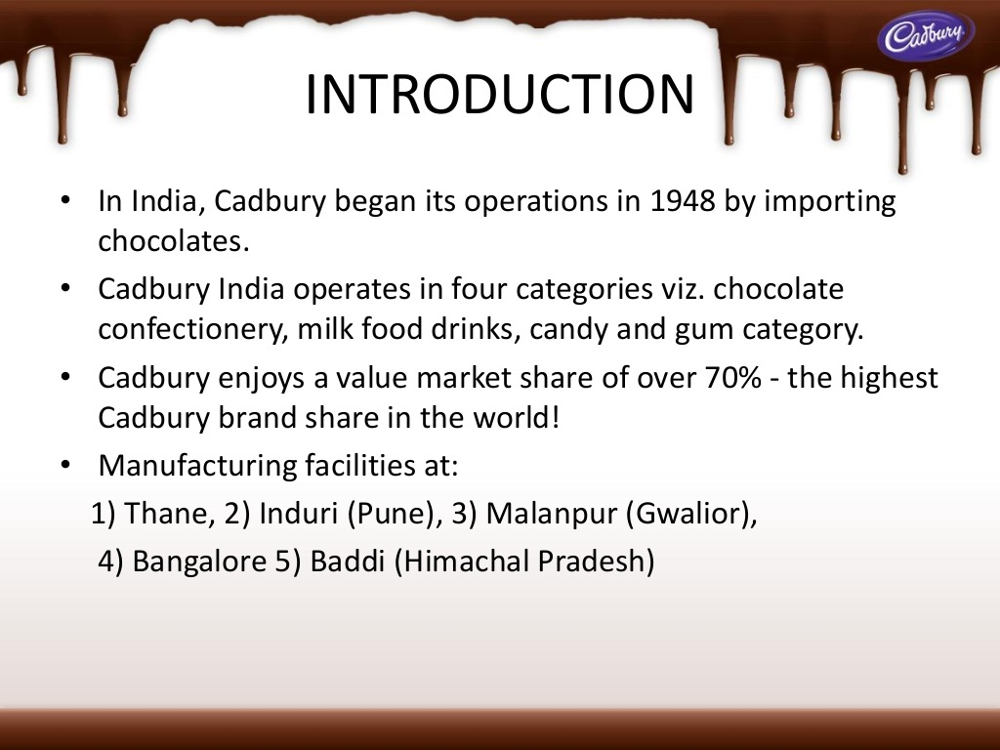 Cadbury
INTRODUCTION
• In India, Cadbury began its operations in 1948 by importing
chocolates.
• Cadbury India operates in four categories viz. chocolate
confectionery, milk food drinks, candy and gum category.
• Cadbury enjoys a value market share of over 70% - the highest
Cadbury brand share in the world!
• Manufacturing facilities at:
1) Thane, 2) Induri (Pune), 3) Malanpur (Gwalior),
4) Bangalore 5) Baddi (Himachal Pradesh)